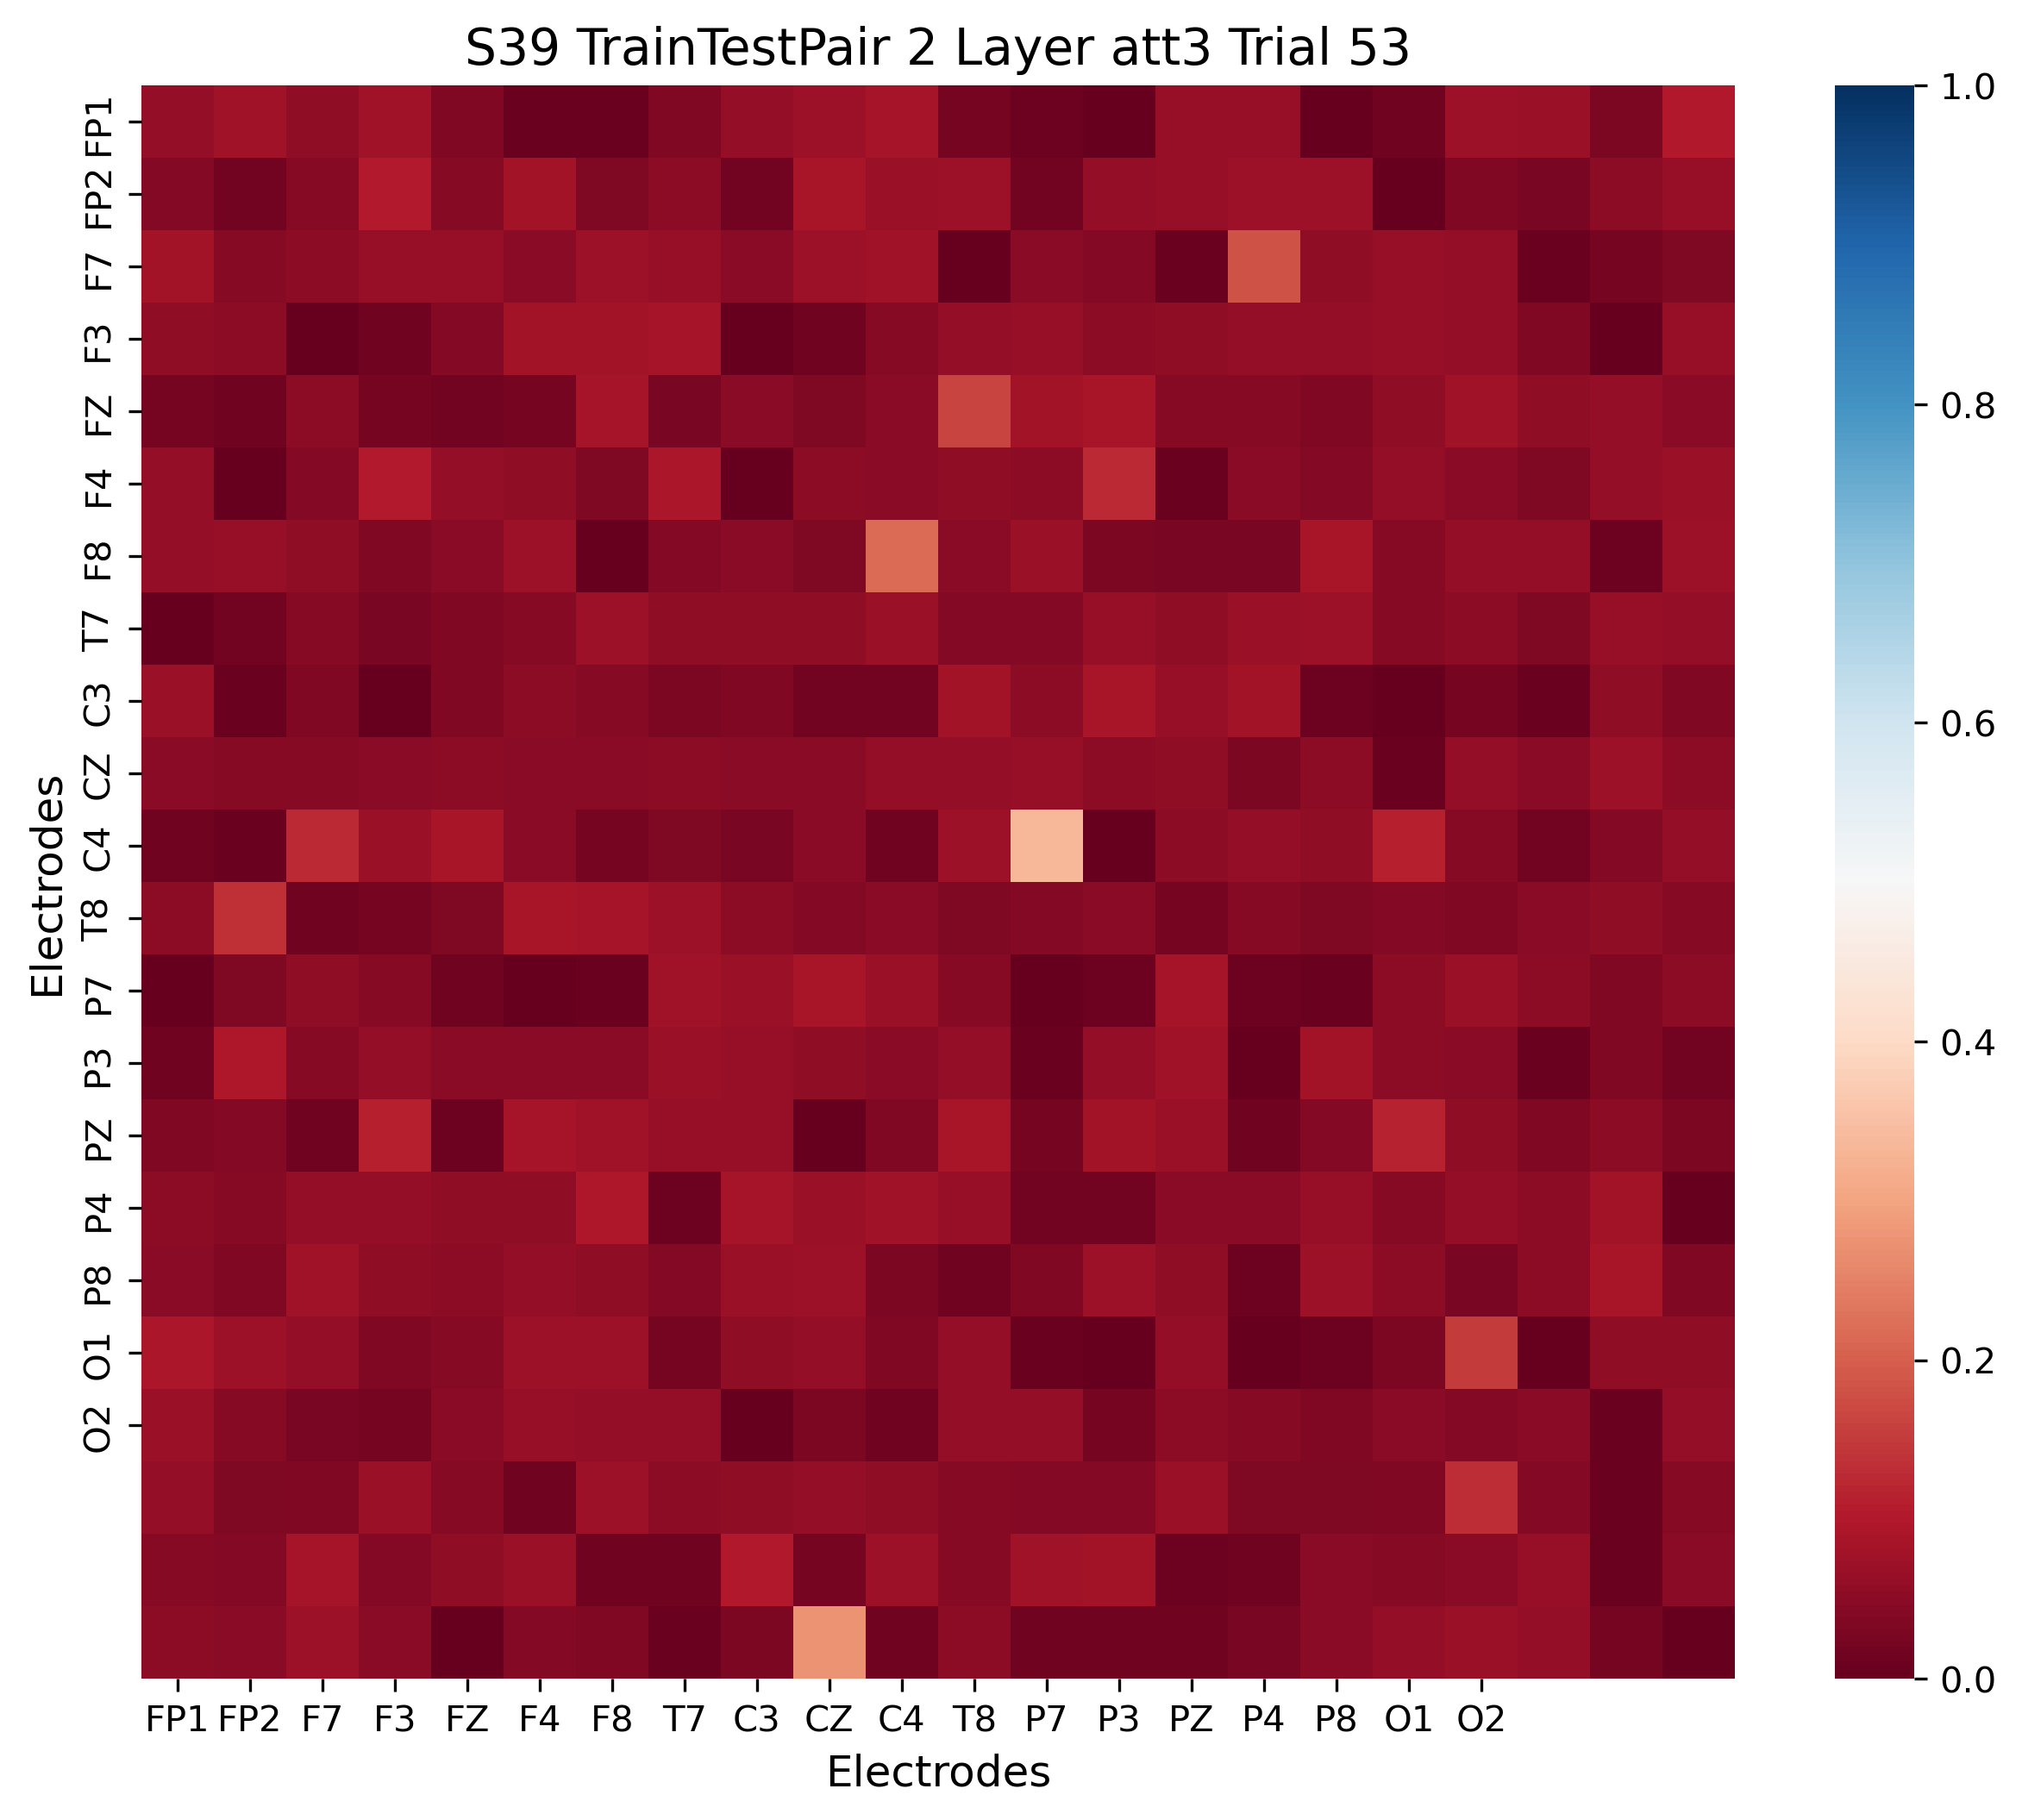 S39 TrainTestPair 2 Layer att3 Trial 53
Electrodes
FP1
FP2
F7
F3
FZ
F4
F8
T7
C3
CZ
C4
T8
P7
P3
PZ
P4
P8
O1
O2
1.0
0.8
0.6
0.4
0.2
0.0
FP1 FP2 F7 F3 FZ F4 F8 T7 C3 CZ C4 T8 P7 P3 PZ P4 P8 O1 O2
Electrodes